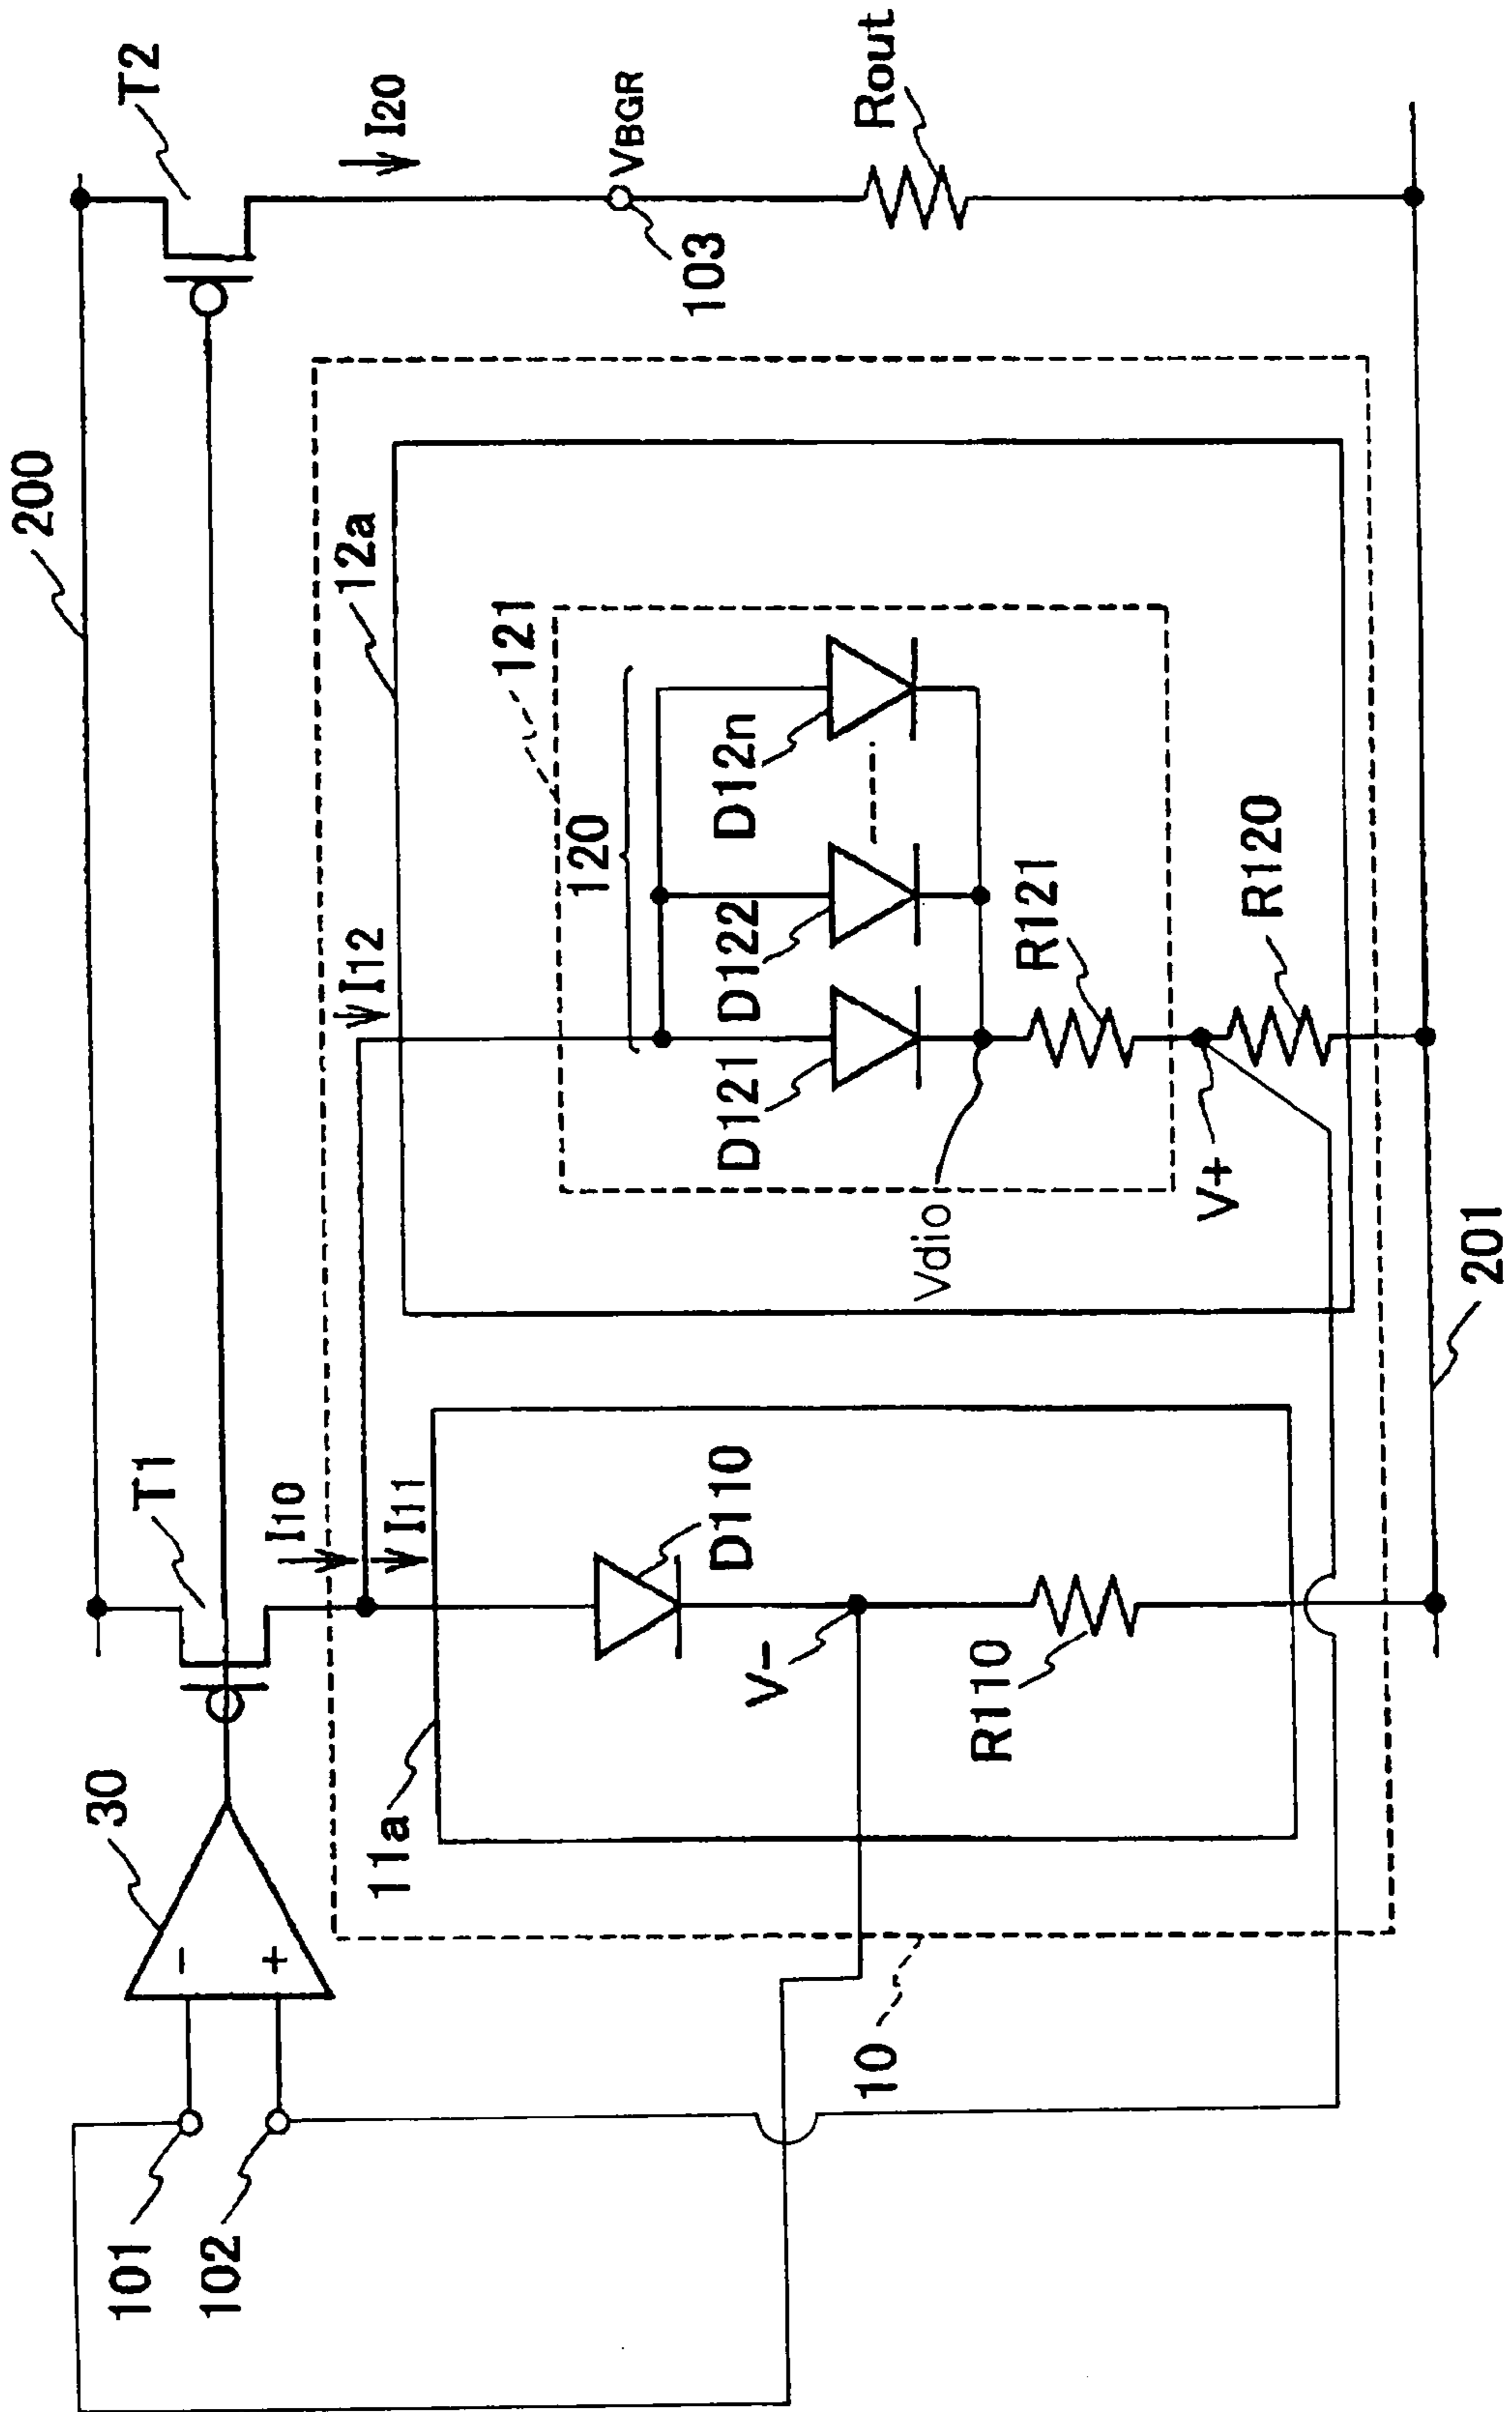 200
T2
T1
30
−
+
101
102
I10
I11
I12
I20
VBGR
103
Rout
12a
121
120
D121
D122
D12n
R121
R120
Vdio
V+
11a
D110
V−
R110
10
201